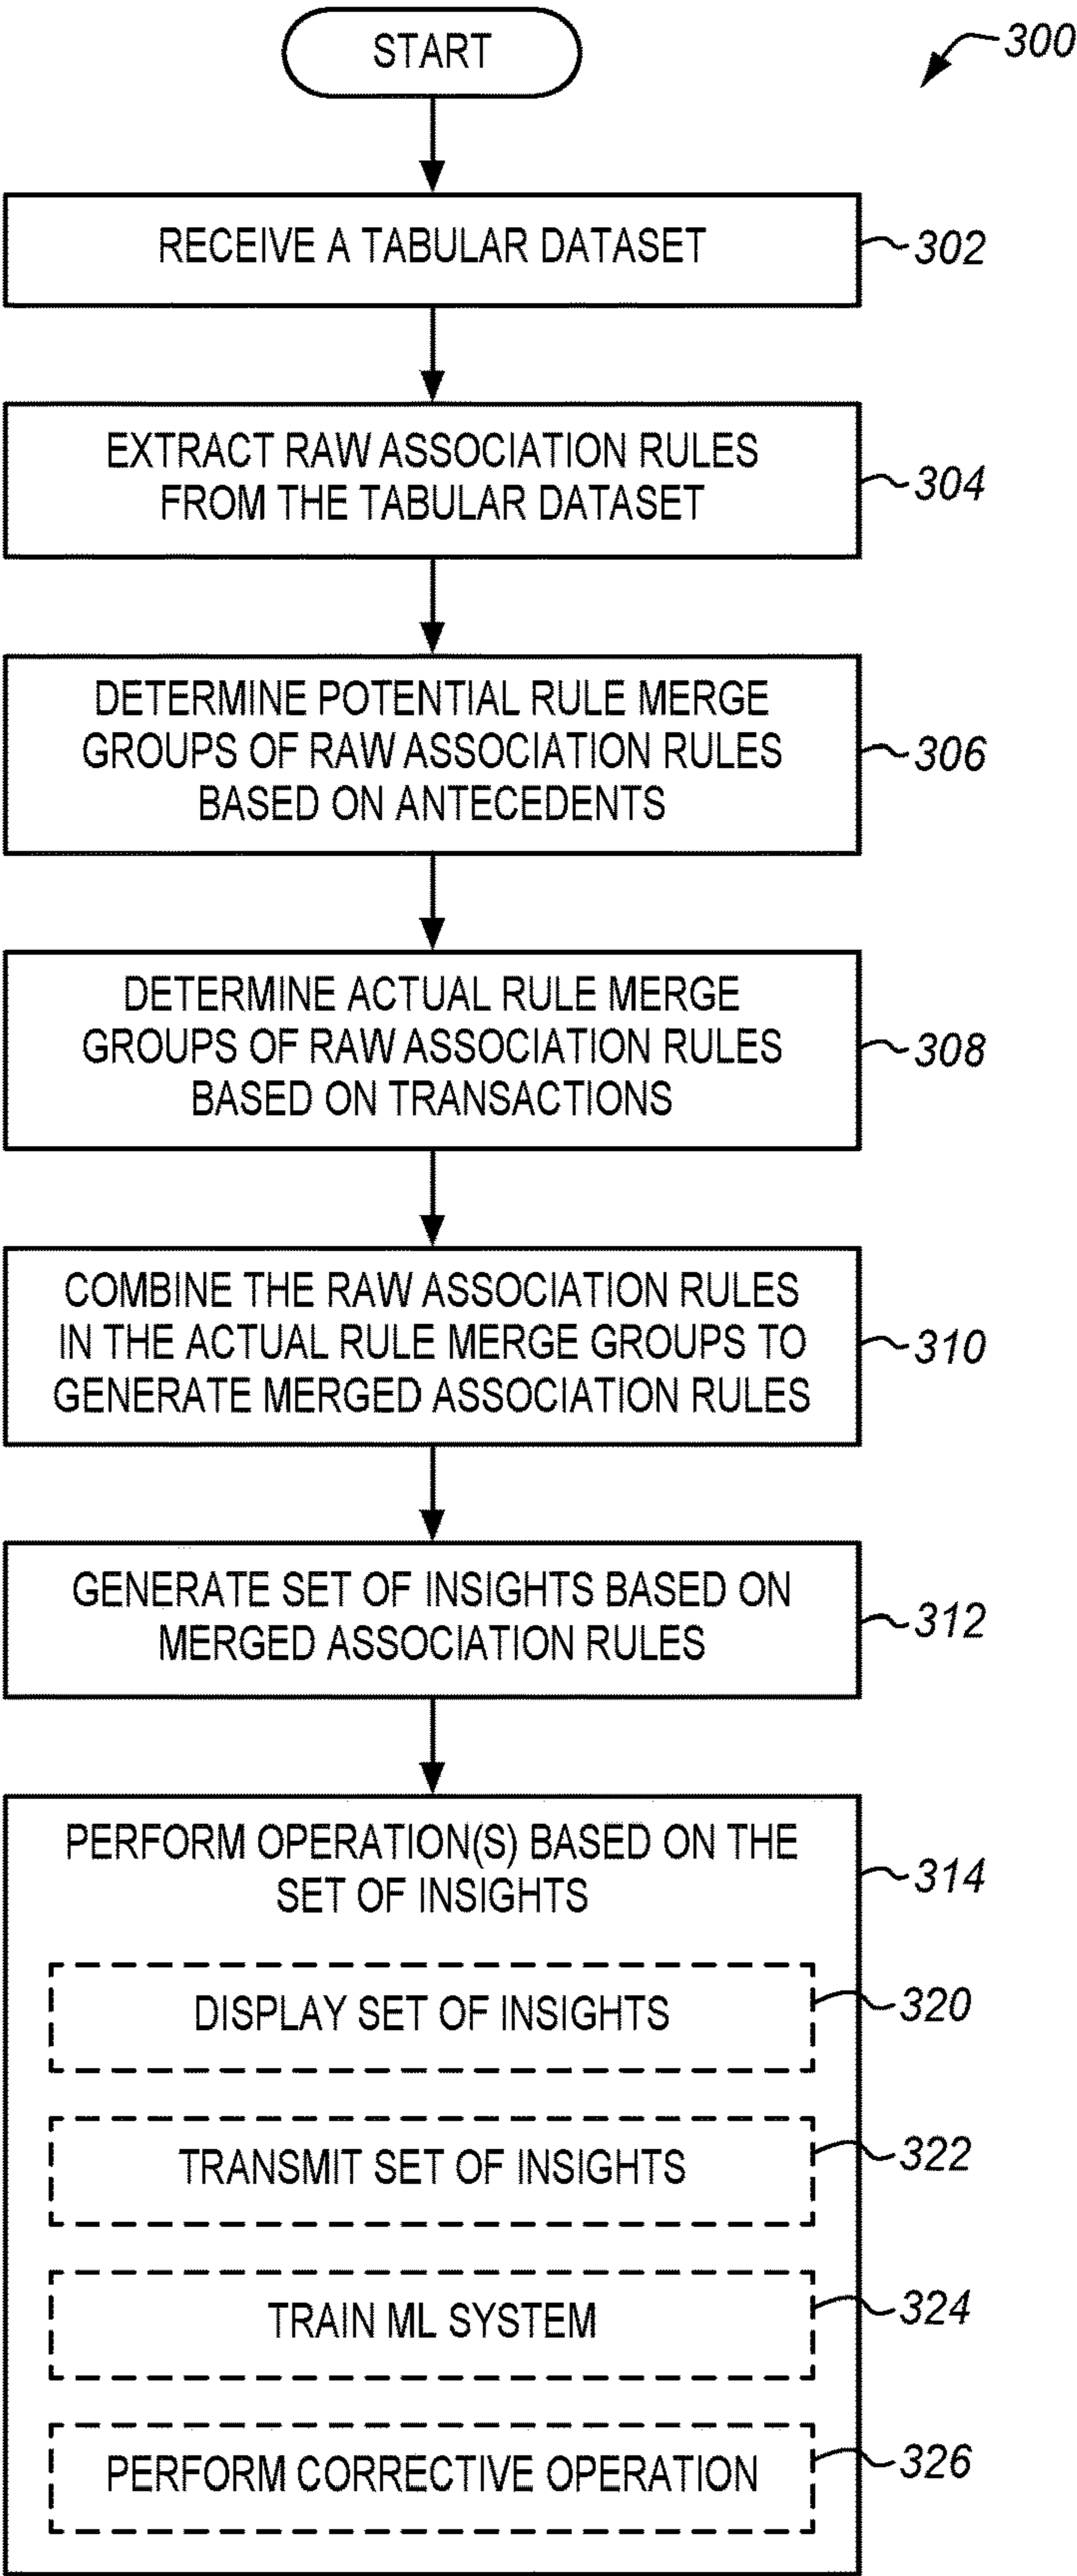 START
300
RECEIVE A TABULAR DATASET
302
EXTRACT RAW ASSOCIATION RULES
FROM THE TABULAR DATASET
304
DETERMINE POTENTIAL RULE MERGE
GROUPS OF RAW ASSOCIATION RULES
BASED ON ANTECEDENTS
306
DETERMINE ACTUAL RULE MERGE
GROUPS OF RAW ASSOCIATION RULES
BASED ON TRANSACTIONS
308
COMBINE THE RAW ASSOCIATION RULES
IN THE ACTUAL RULE MERGE GROUPS TO
GENERATE MERGED ASSOCIATION RULES
310
GENERATE SET OF INSIGHTS BASED ON
MERGED ASSOCIATION RULES
312
PERFORM OPERATION(S) BASED ON THE
SET OF INSIGHTS
314
DISPLAY SET OF INSIGHTS
320
TRANSMIT SET OF INSIGHTS
322
TRAIN ML SYSTEM
324
PERFORM CORRECTIVE OPERATION
326